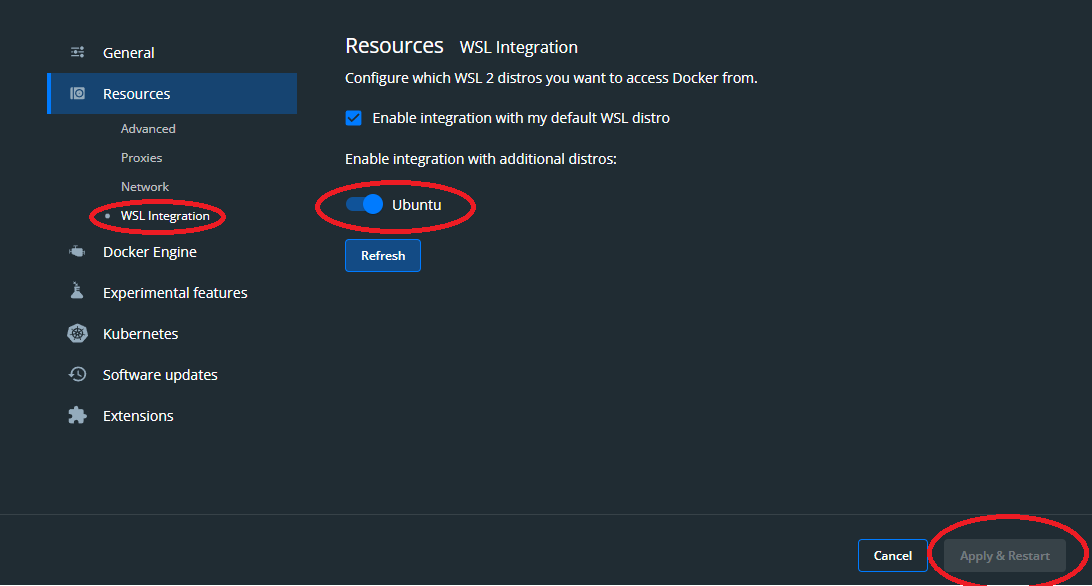 General
Resources
Advanced
Proxies
Network
WSL Integration
Docker Engine
Experimental features
Kubernetes
Software updates
Extensions
Resources WSL Integration
Configure which WSL 2 distros you want to access Docker from.
Enable integration with my default WSL distro
Enable integration with additional distros:
Ubuntu
Refresh
Cancel
Apply & Restart